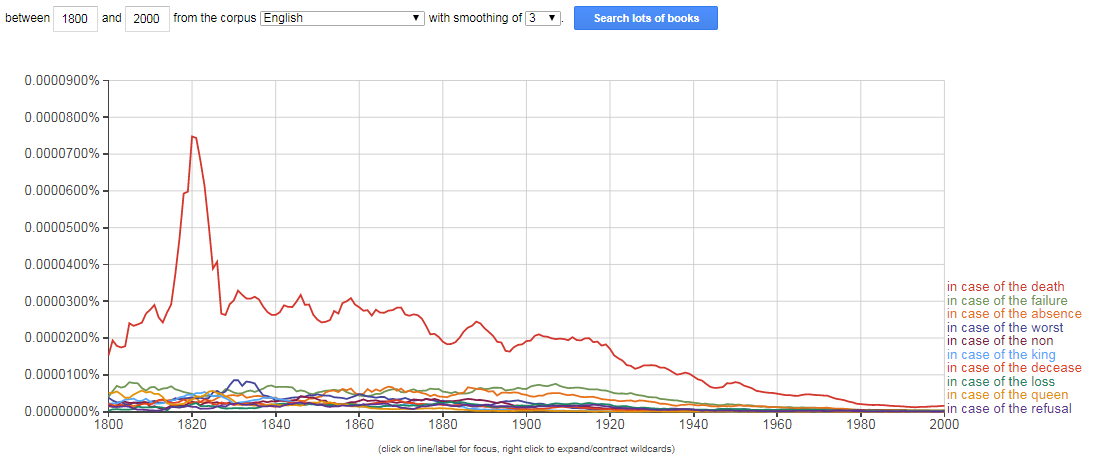 between 1800 and 2000 from the corpus English with smoothing of 3 . Search lots of books
0.0000900%
0.0000800%
0.0000700%
0.0000600%
0.0000500%
0.0000400%
0.0000300%
0.0000200%
0.0000100%
0.0000000%
1800 1820 1840 1860 1880 1900 1920 1940 1960 1980 2000
in case of the death
in case of the failure
in case of the absence
in case of the worst
in case of the non
in case of the king
in case of the decease
in case of the loss
in case of the queen
in case of the refusal
(click on line/label for focus, right click to expand/contract wildcards)